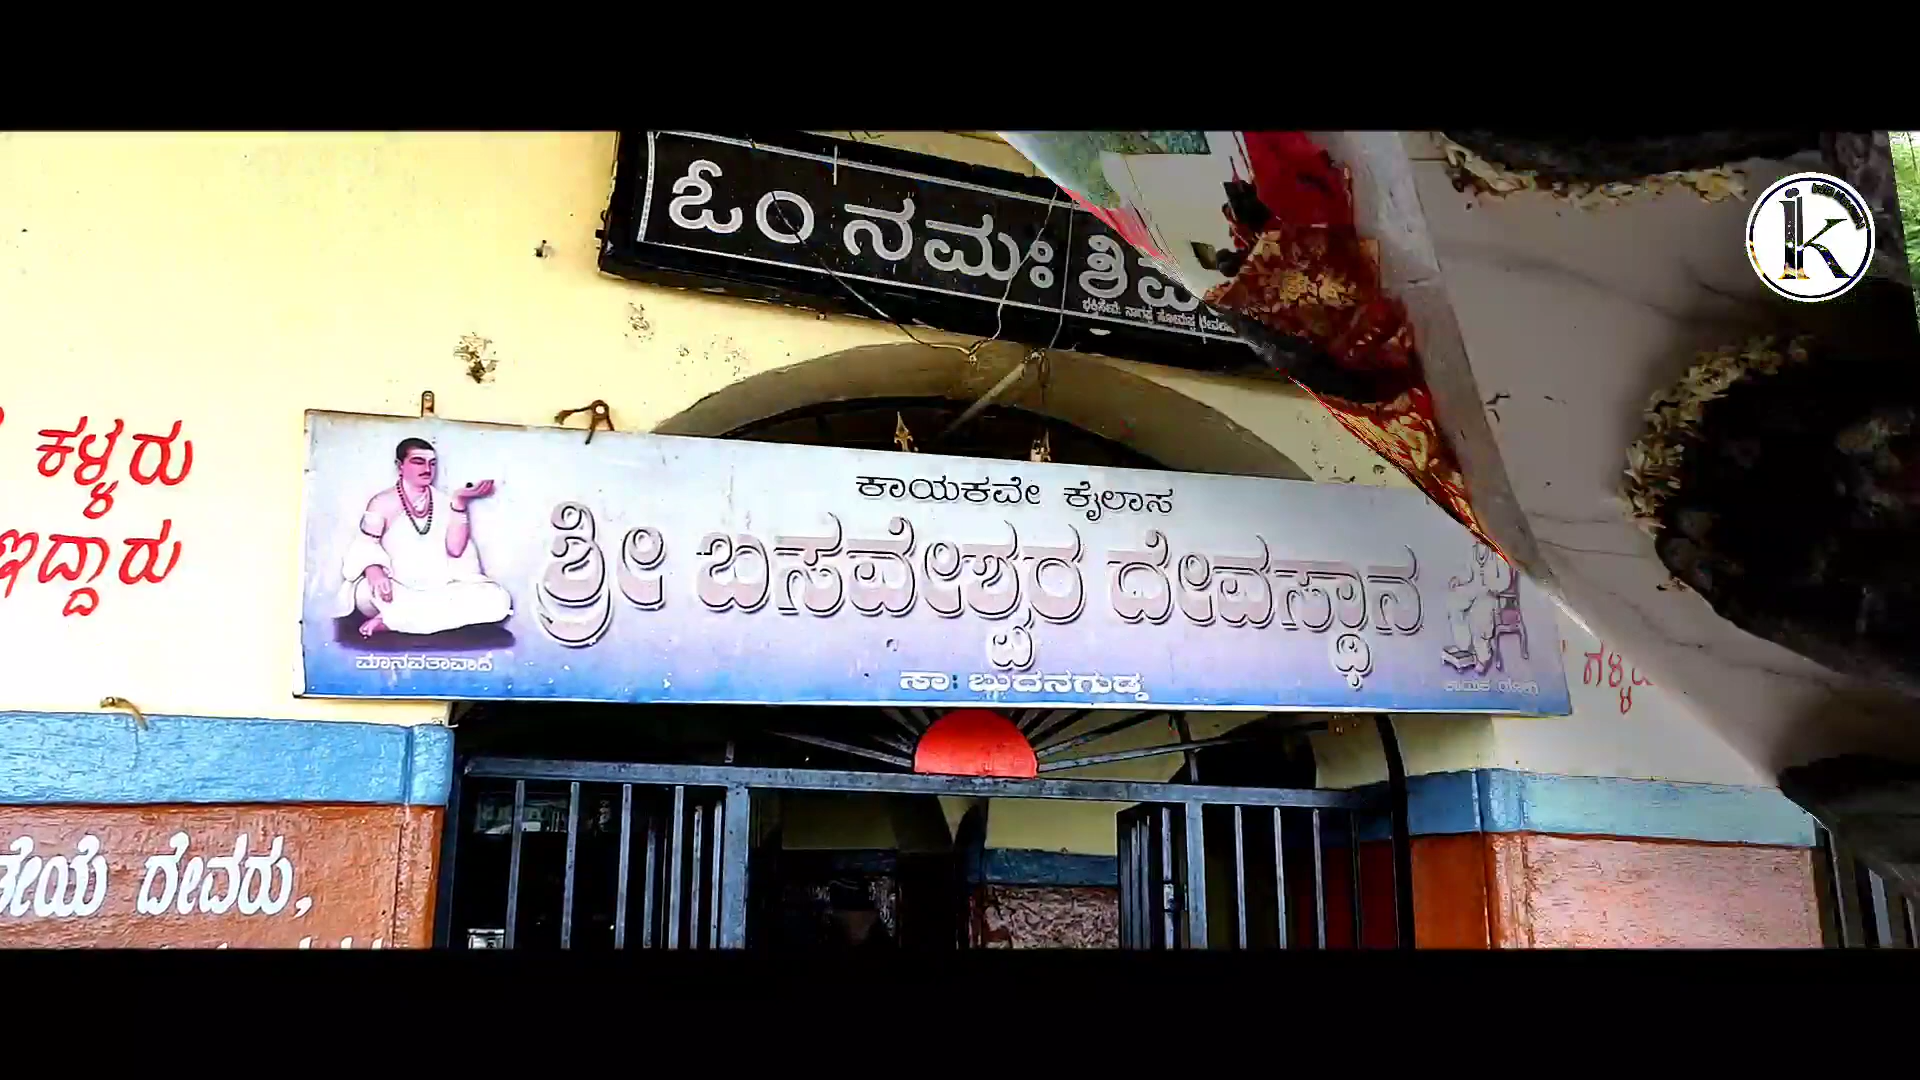 ಓಂ ನಮಃ
ಕಳ್ಳರು
ಇದ್ದಾರು
ಕಾಯಕವೇ ಕೈಲಾಸ
ಶ್ರೀ ಬಸವೇಶ್ವರ ದೇವಸ್ಥಾನ
ಮಾನವತಾವಾದಿ
ಸಾ: ಬುದನಗುಡ್ಡ
ದೇವರು,
k